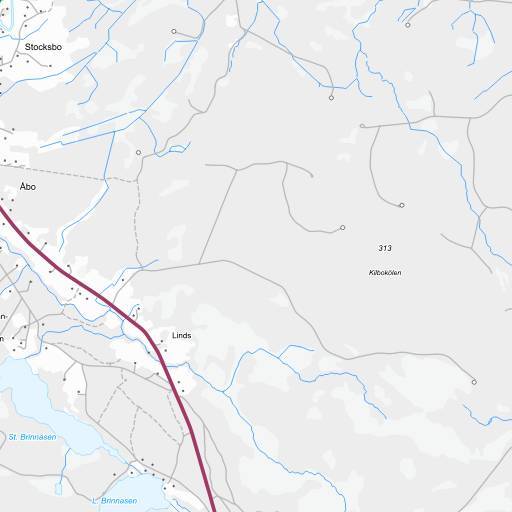 Stocksbo
Åbo
313
Kilbokölen
n-
n
Linds
St. Brinnasen
L. Brinnasen